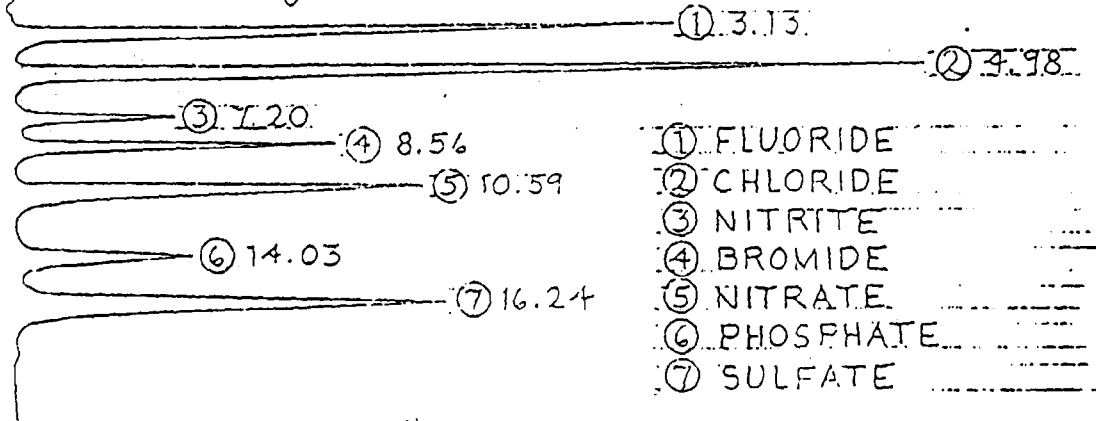 ① 3.13
② 4.98
③ 7.20
④ 8.56
⑤ 10.59
⑥ 14.03
⑦ 16.24
① FLUORIDE
② CHLORIDE
③ NITRITE
④ BROMIDE
⑤ NITRATE
⑥ PHOSPHATE
⑦ SULFATE